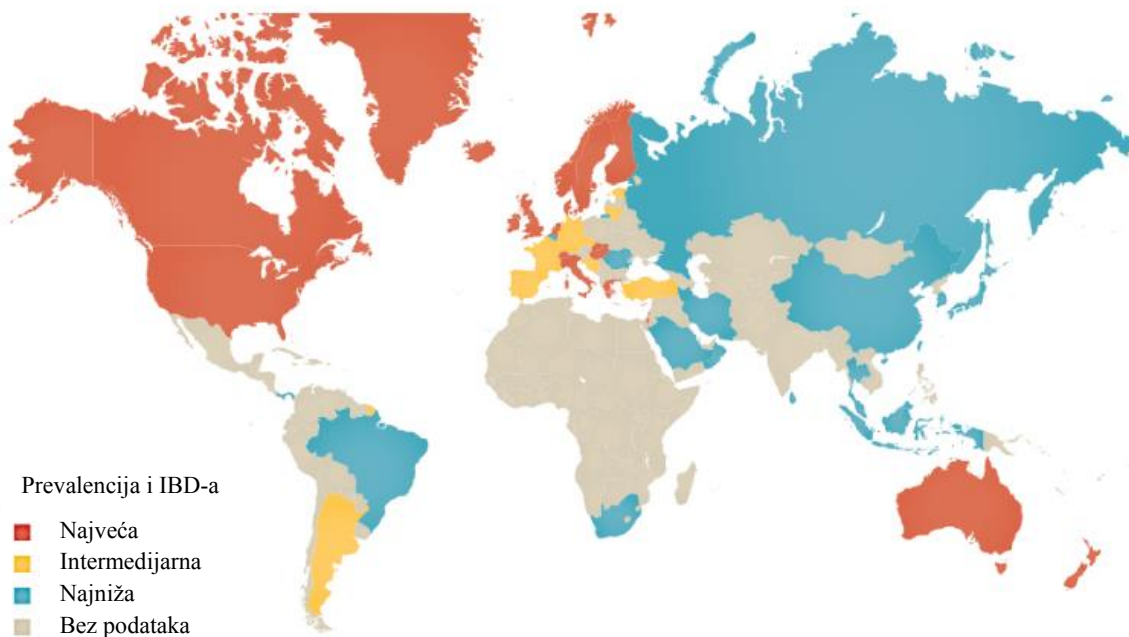 Prevalencija i IBD-a
Najveća
Intermedijarna
Najniža
Bez podataka